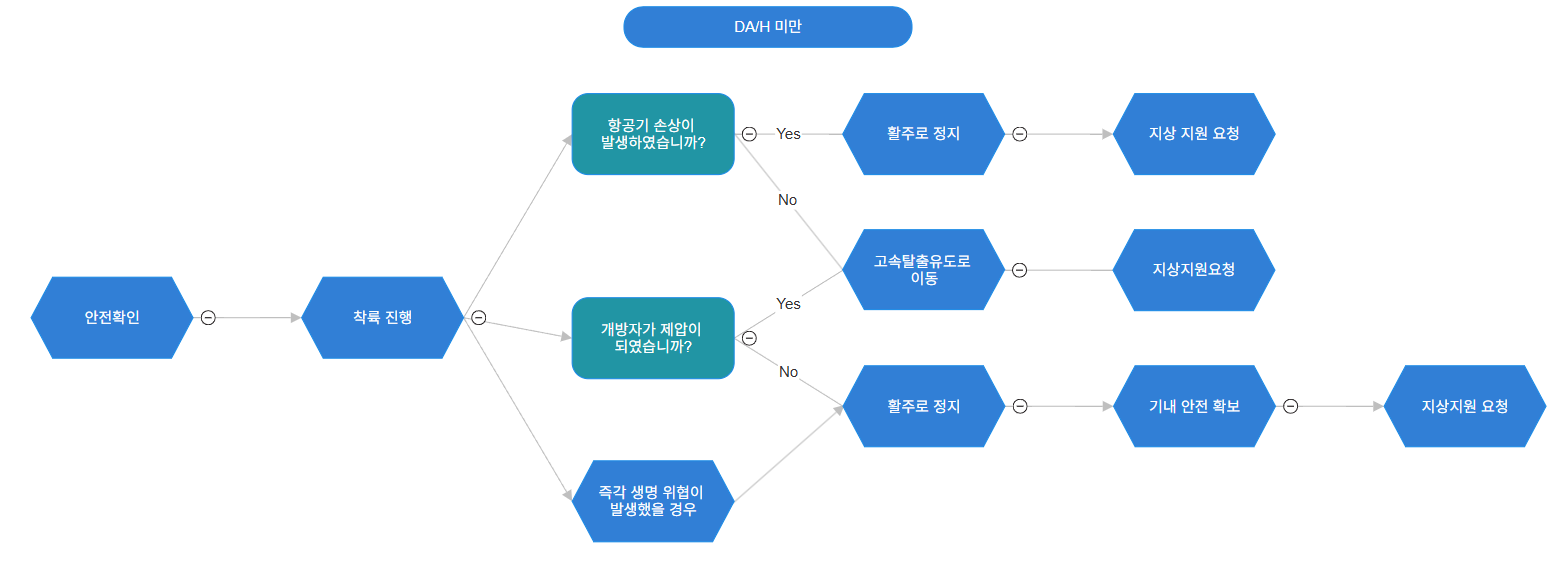 DA/H 미만
항공기 손상이
발생하였습니까?
Yes
활주로 정지
지상 지원 요청
No
고속탈출유도로
이동
지상지원요청
안전확인
착륙 진행
개방자가 제압이
되였습니까?
Yes
No
활주로 정지
기내 안전 확보
지상지원 요청
즉각 생명 위협이
발생했을 경우